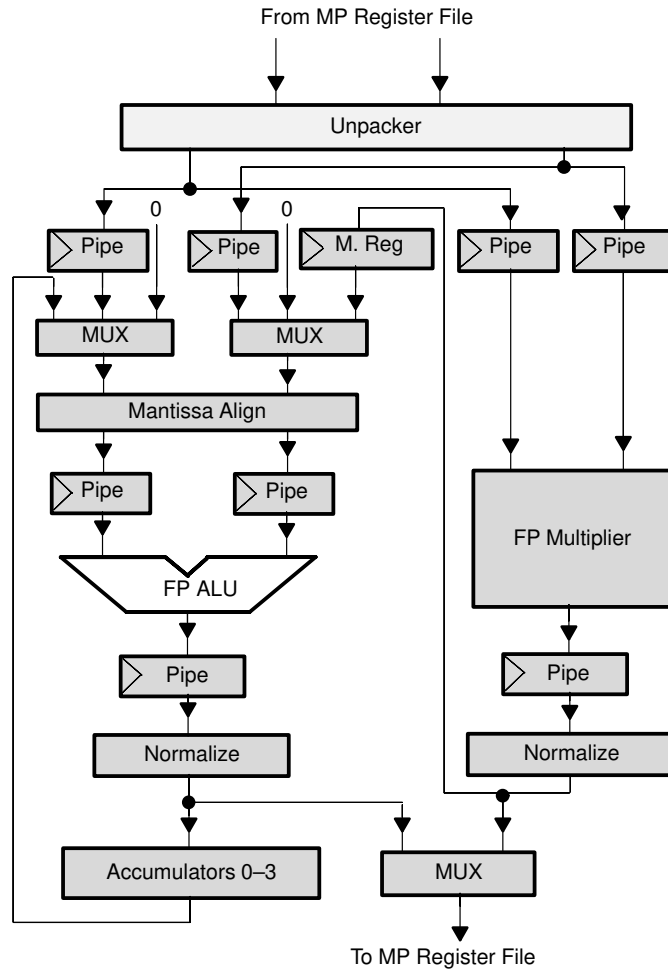 From MP Register File
Unpacker
0
0
Pipe
Pipe
M. Reg
Pipe
Pipe
MUX
MUX
Mantissa Align
Pipe
Pipe
FP Multiplier
FP ALU
Pipe
Pipe
Normalize
Normalize
Accumulators 0–3
MUX
To MP Register File